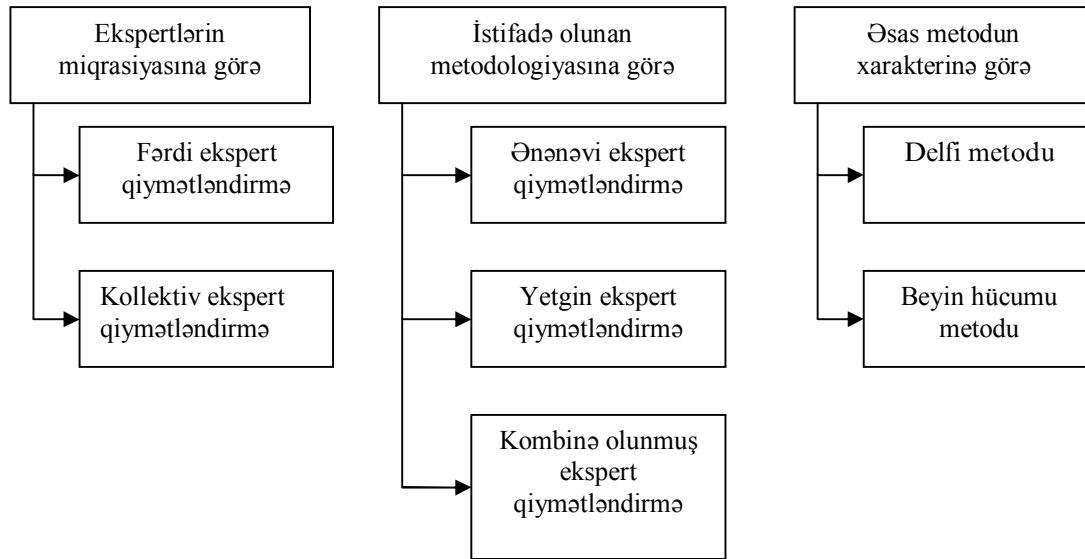 Ekspertlərin
miqrasiyasına görə
Fərdi ekspert
qiymətləndirmə
Kollektiv ekspert
qiymətləndirmə
İstifadə olunan
metodologiyasına görə
Ənənəvi ekspert
qiymətləndirmə
Yetgin ekspert
qiymətləndirmə
Kombinə olunmuş
ekspert
qiymətləndirmə
Əsas metodun
xarakterinə görə
Delfi metodu
Beyin hücumu
metodu